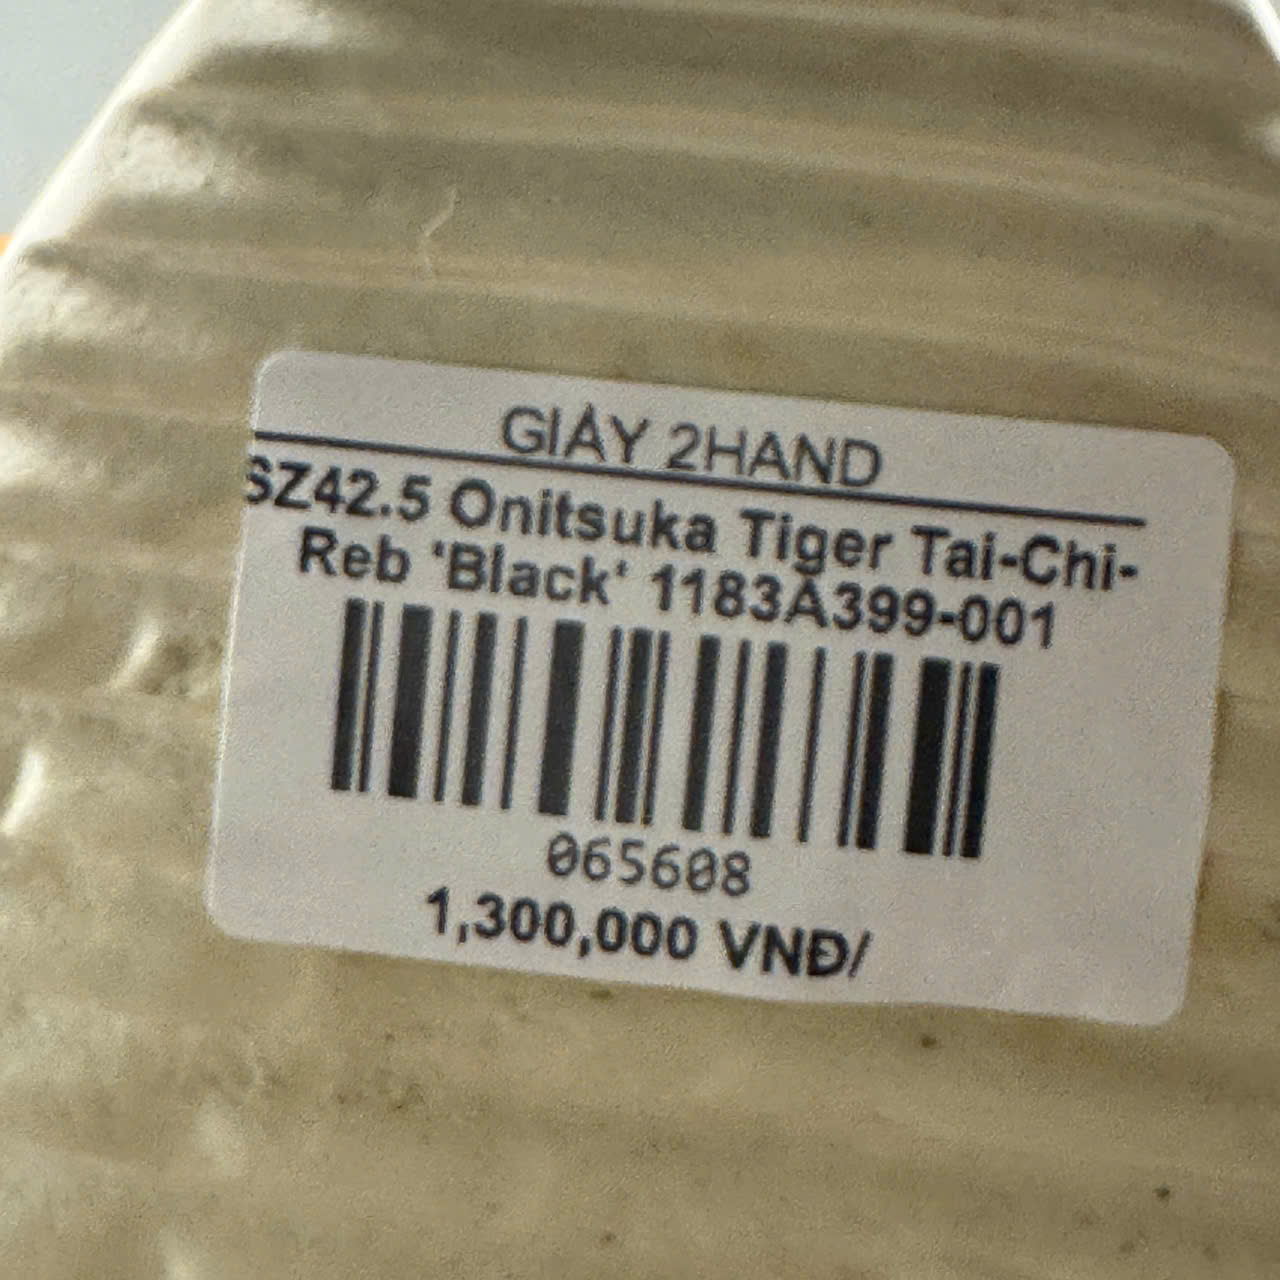 GIÀY 2HAND
SZ42.5 Onitsuka Tiger Tai-Chi-
Reb 'Black' 1183A399-001
065608
1,300,000 VNĐ/